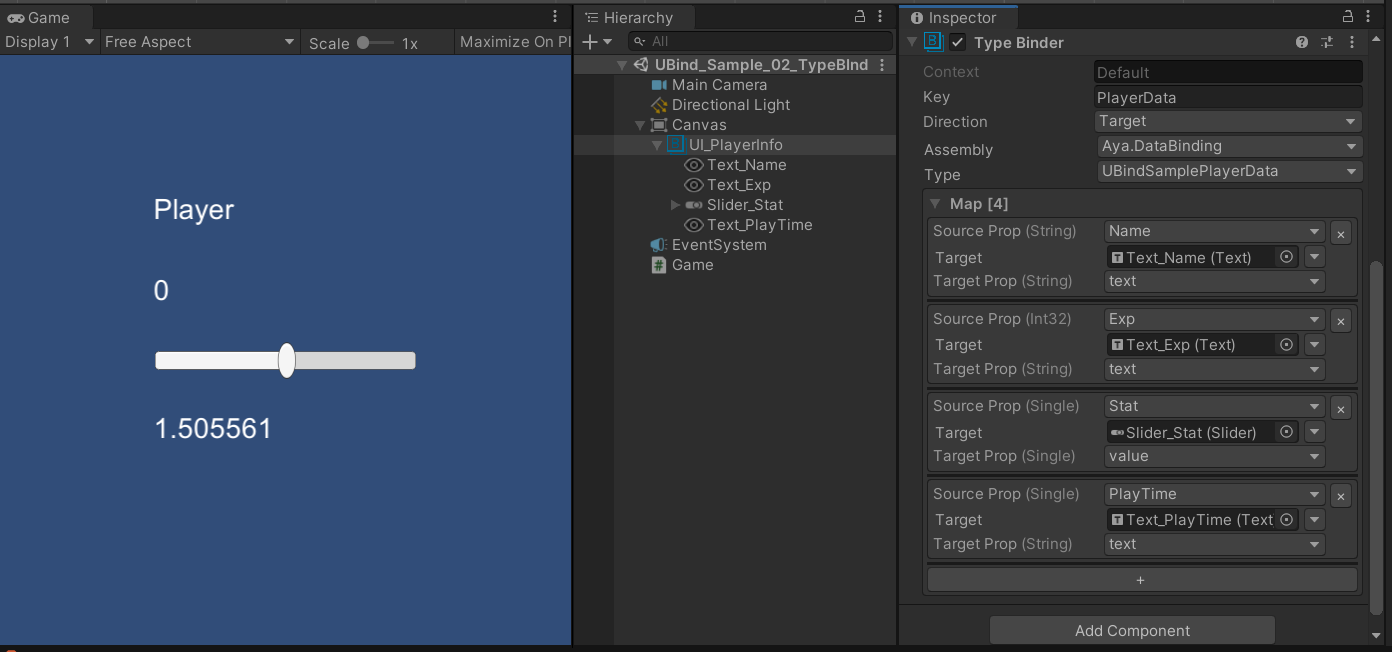 Game
Display 1
Free Aspect
Scale
1x
Maximize On Pl
Player
0
1.505561
Hierarchy
All
UBind_Sample_02_TypeBInd
Main Camera
Directional Light
Canvas
UI_PlayerInfo
Text_Name
Text_Exp
Slider_Stat
Text_PlayTime
EventSystem
Game
Inspector
Type Binder
Context Default
Key PlayerData
Direction Target
Assembly Aya.DataBinding
Type UBindSamplePlayerData
Map [4]
Source Prop (String) Name
Target Text_Name (Text)
Target Prop (String) text
Source Prop (Int32) Exp
Target Text_Exp (Text)
Target Prop (String) text
Source Prop (Single) Stat
Target Slider_Stat (Slider)
Target Prop (Single) value
Source Prop (Single) PlayTime
Target Text_PlayTime (Text
Target Prop (String) text
+
Add Component